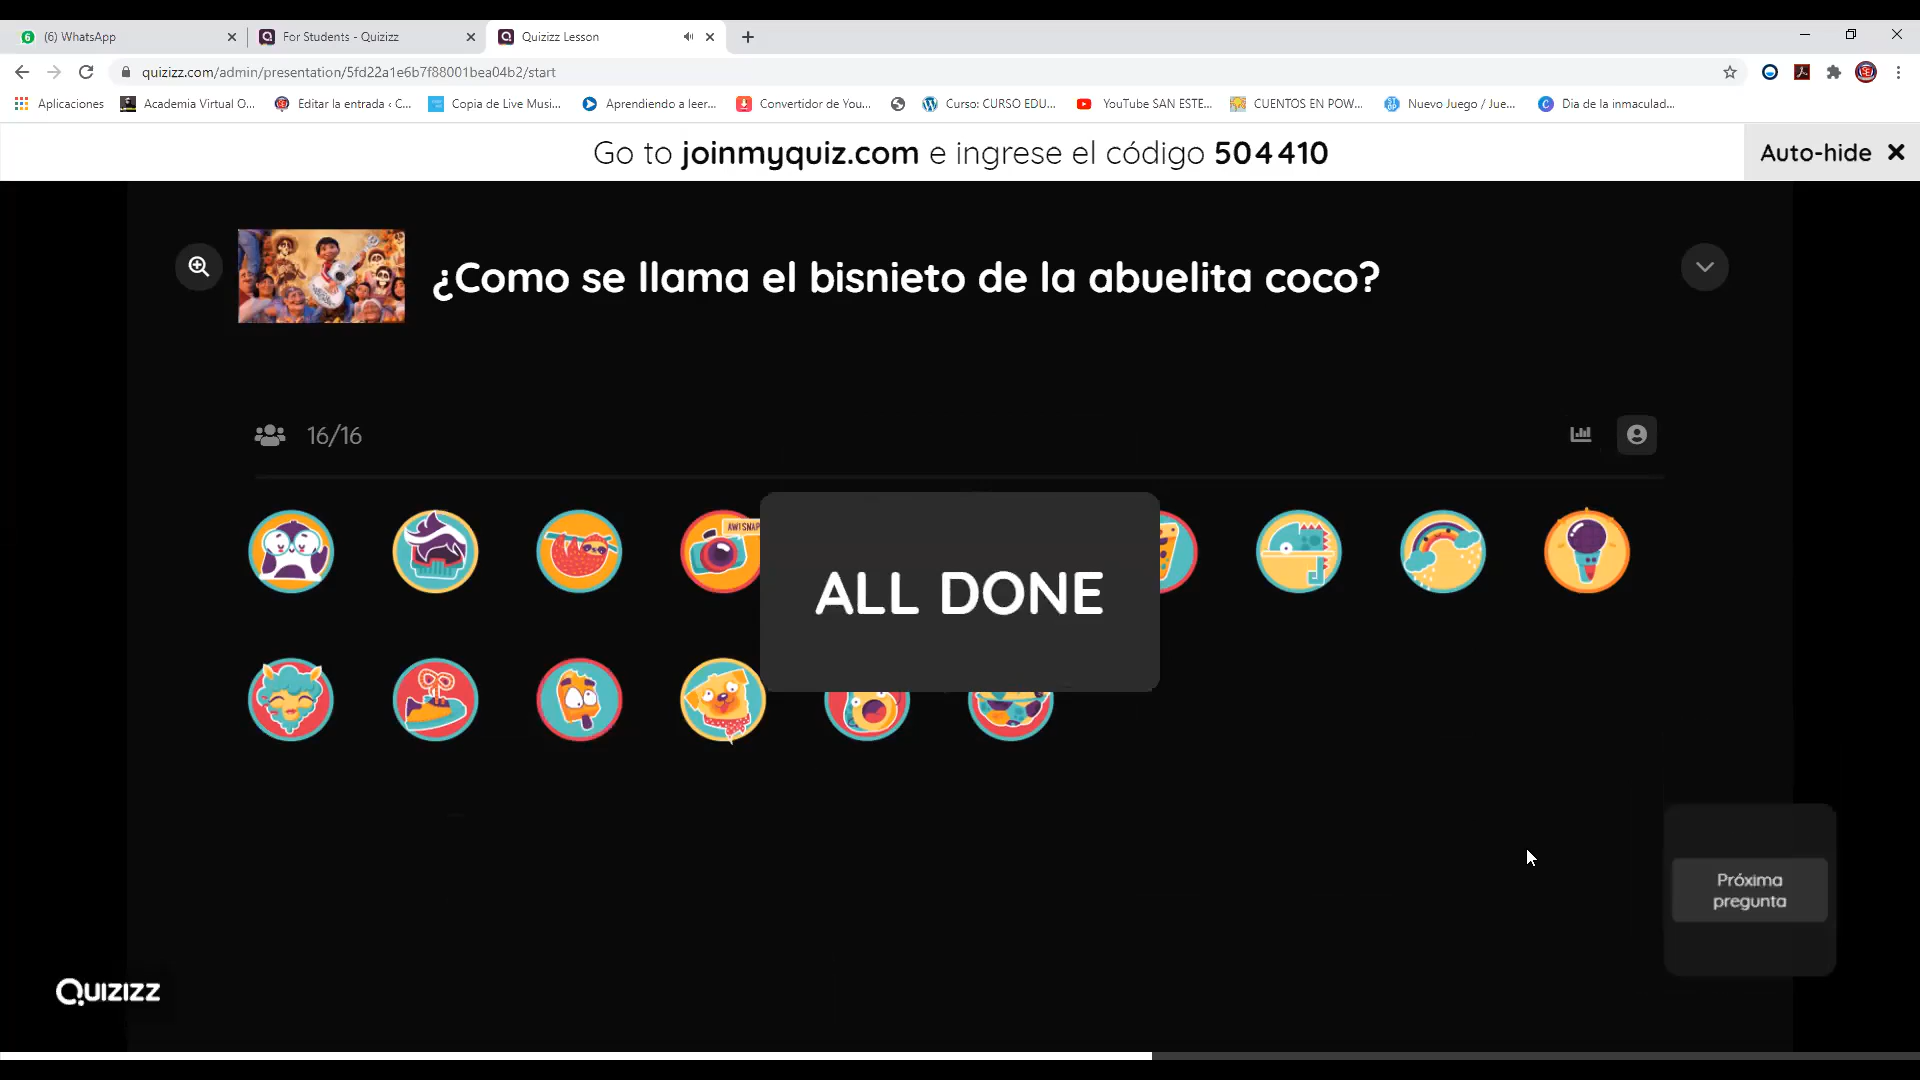 (6) WhatsApp
For Students - Quizizz
Quizizz Lesson
quizizz.com/admin/presentation/5fd22a1e6b7f88001bea04b2/start
Aplicaciones
Academia Virtual O...
Editar la entrada ‹ C...
Copia de Live Musi...
Aprendiendo a leer...
Convertidor de You...
Curso: CURSO EDU...
YouTube SAN ESTE...
CUENTOS EN POW...
Nuevo Juego / Jue...
Dia de la inmaculad...
Go to joinmyquiz.com e ingrese el código 504410
Auto-hide
¿Como se llama el bisnieto de la abuelita coco?
16/16
AW! SNAP
ALL DONE
Próxima
pregunta
Quizizz